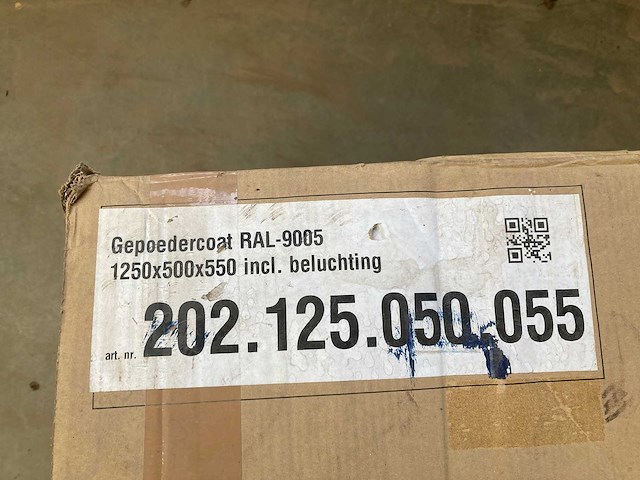 Gepoedercoat RAL-9005
1250x500x550 incl. beluchting
art. nr. 202.125.050.055